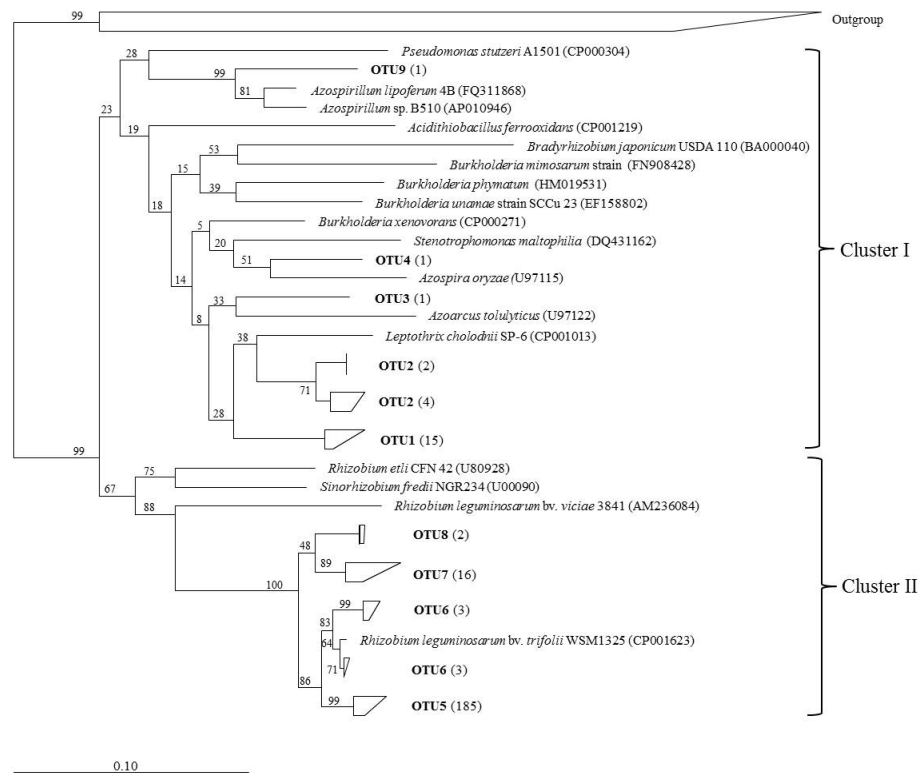 99
Outgroup
28
Pseudomonas stutzeri A1501 (CP000304)
99
OTU9 (1)
81
Azospirillum lipoferum 4B (FQ311868)
Azospirillum sp. B510 (AP010946)
23
19
Acidithiobacillus ferrooxidans (CP001219)
53
Bradyrhizobium japonicum USDA 110 (BA000040)
15
Burkholderia mimosarum strain (FN908428)
39
Burkholderia phymatum (HM019531)
18
Burkholderia unamae strain SCCu 23 (EF158802)
5
Burkholderia xenovorans (CP000271)
20
Stenotrophomonas maltophilia (DQ431162)
Cluster I
51
OTU4 (1)
14
Azospira oryzae (U97115)
33
OTU3 (1)
8
Azoarcus tolulyticus (U97122)
38
Leptothrix cholodnii SP-6 (CP001013)
OTU2 (2)
71
OTU2 (4)
28
OTU1 (15)
99
75
Rhizobium etli CFN 42 (U80928)
67
Sinorhizobium fredii NGR234 (U00090)
88
Rhizobium leguminosarum bv. viciae 3841 (AM236084)
48
OTU8 (2)
89
OTU7 (16)
100
Cluster II
99
OTU6 (3)
83
64
Rhizobium leguminosarum bv. trifolii WSM1325 (CP001623)
71
OTU6 (3)
86
99
OTU5 (185)
0.10